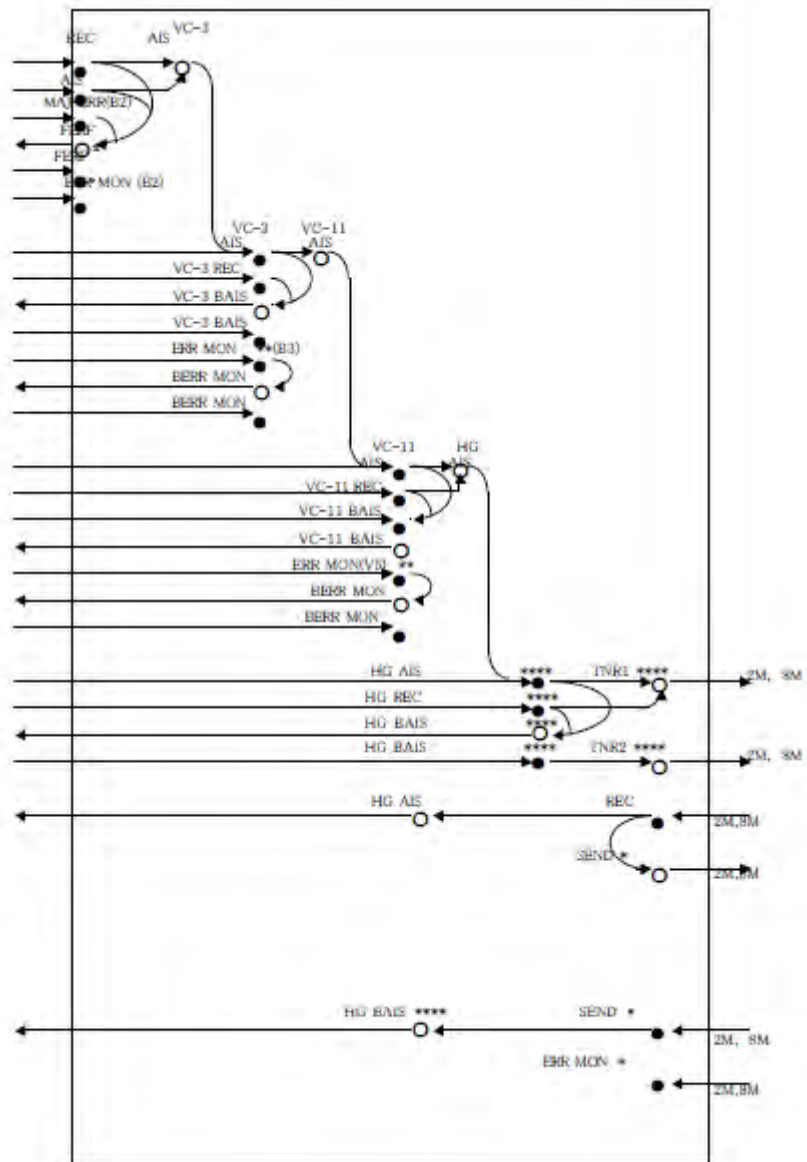 VC-3
REC AIS
AIS
MAJ ERR(B2)
FERF
ERR MON (B2)
VC-3 VC-11
AIS AIS
VC-3 REC
VC-3 BAIS
VC-3 BAIS
ERR MON **(B3)
BERR MON
BERR MON
VC-11 HG
AIS AIS
VC-11 REC
VC-11 BAIS
VC-11 BAIS
ERR MON(V5) **
BERR MON
BERR MON
HG AIS **** TNR1 **** 2M, 8M
HG REC ****
HG BAIS ****
HG BAIS **** TNR2 **** 2M, 8M
HG AIS REC 2M,8M
SEND * 2M,8M
HG BAIS **** SEND * 2M, 8M
ERR MON * 2M,8M